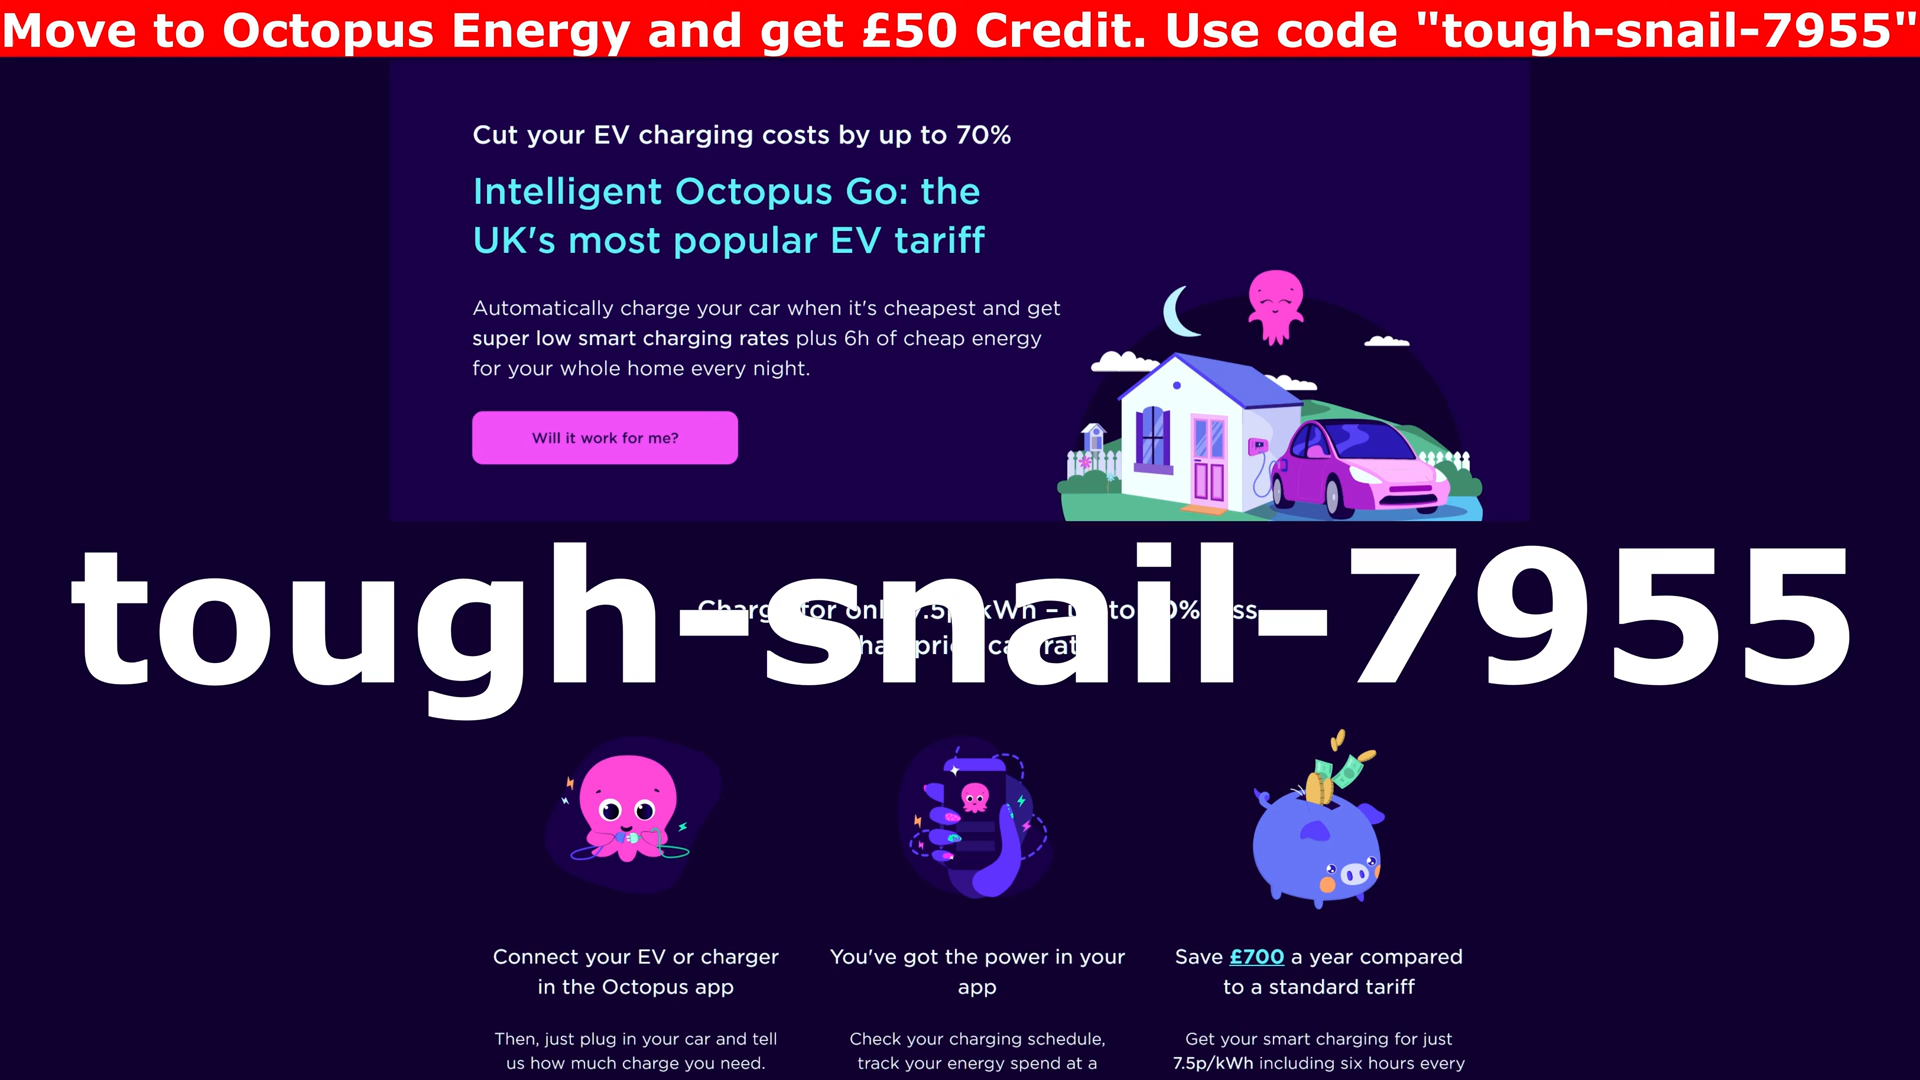 Move to Octopus Energy and get £50 Credit. Use code "tough-snail-7955"
Cut your EV charging costs by up to 70%
Intelligent Octopus Go: the
UK's most popular EV tariff
Automatically charge your car when it's cheapest and get
super low smart charging rates plus 6h of cheap energy
for your whole home every night.
Will it work for me?
tough-snail-7955
for
kWh –
Connect your EV or charger
in the Octopus app
Then, just plug in your car and tell
us how much charge you need.
You've got the power in your
app
Check your charging schedule,
track your energy spend at a
Save £700 a year compared
to a standard tariff
Get your smart charging for just
7.5p/kWh including six hours every